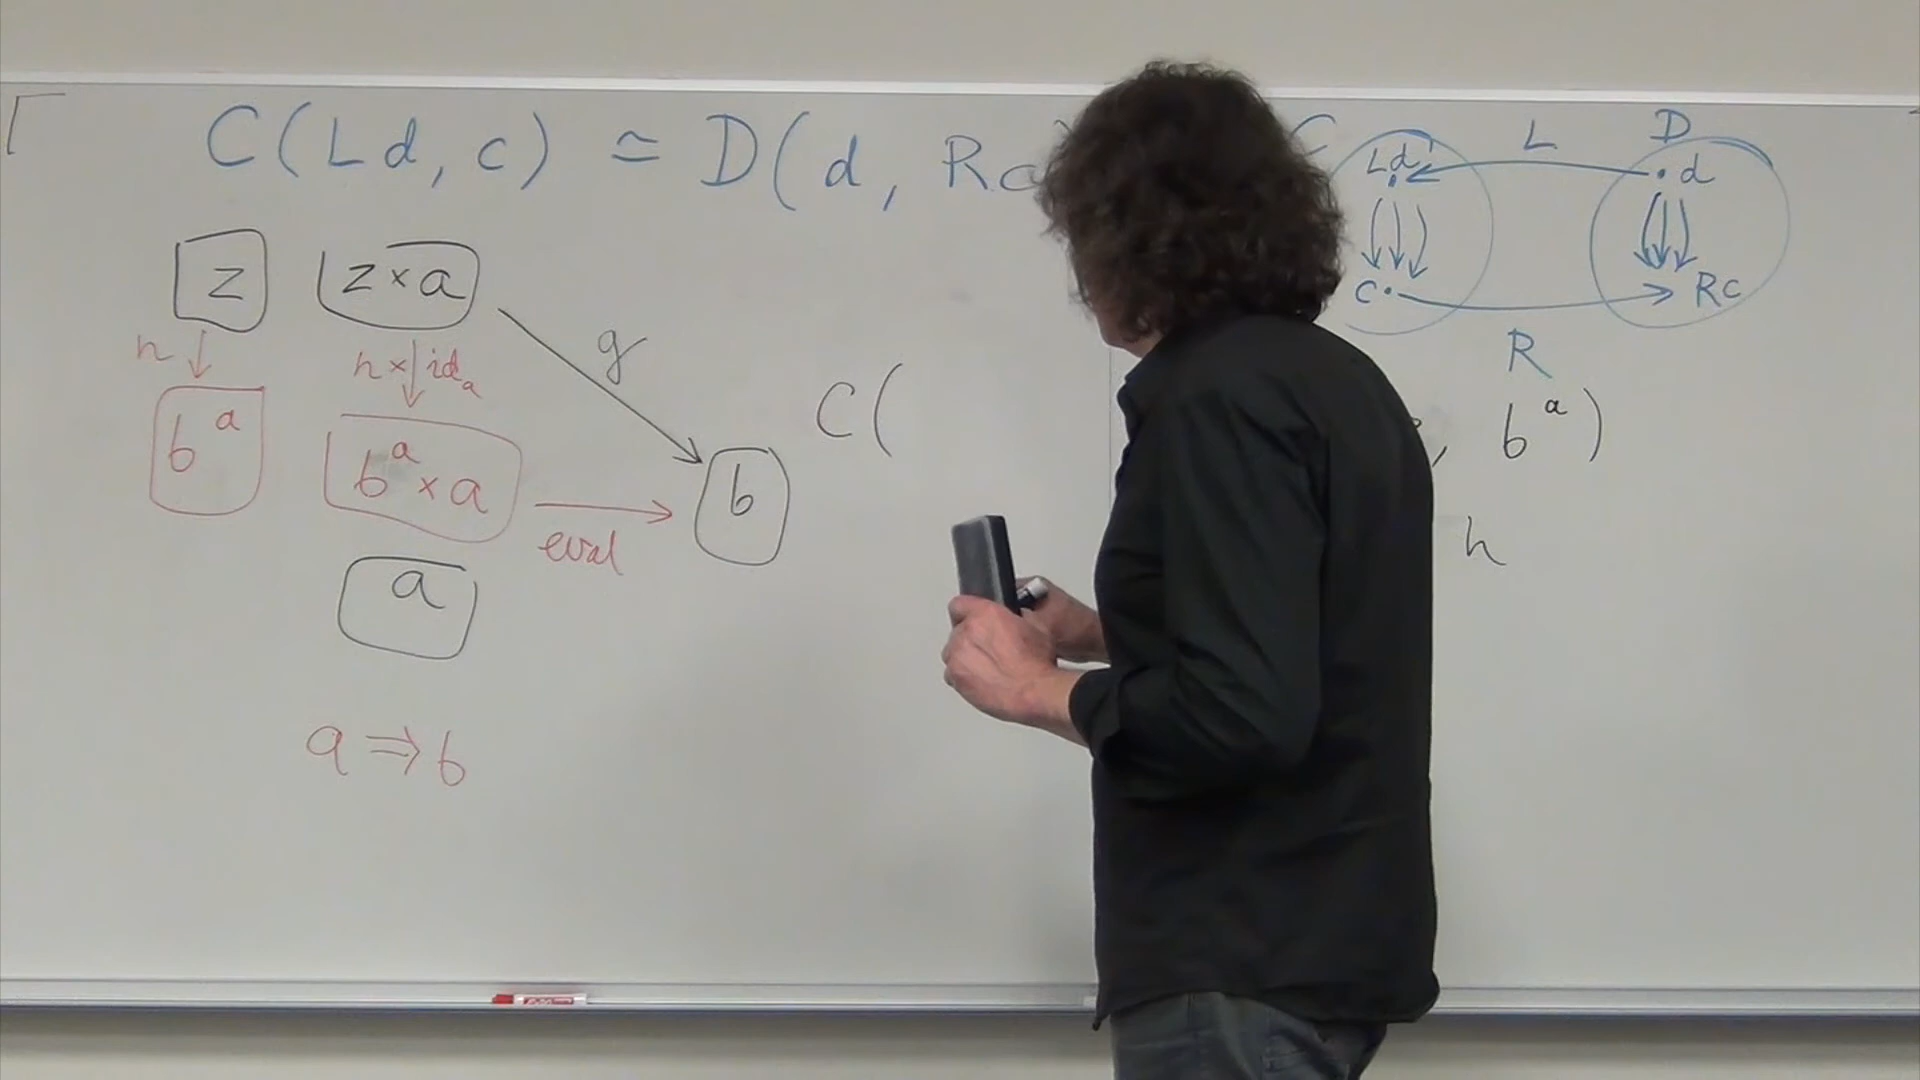 C(Ld, c) ≃ D(d, Rc
L
D
Ld
d
c
Rc
R
z
z×a
g
h
h × id_a
b^a
b^a × a
eval
b
a
a ⇒ b
C(
, b^a)
h